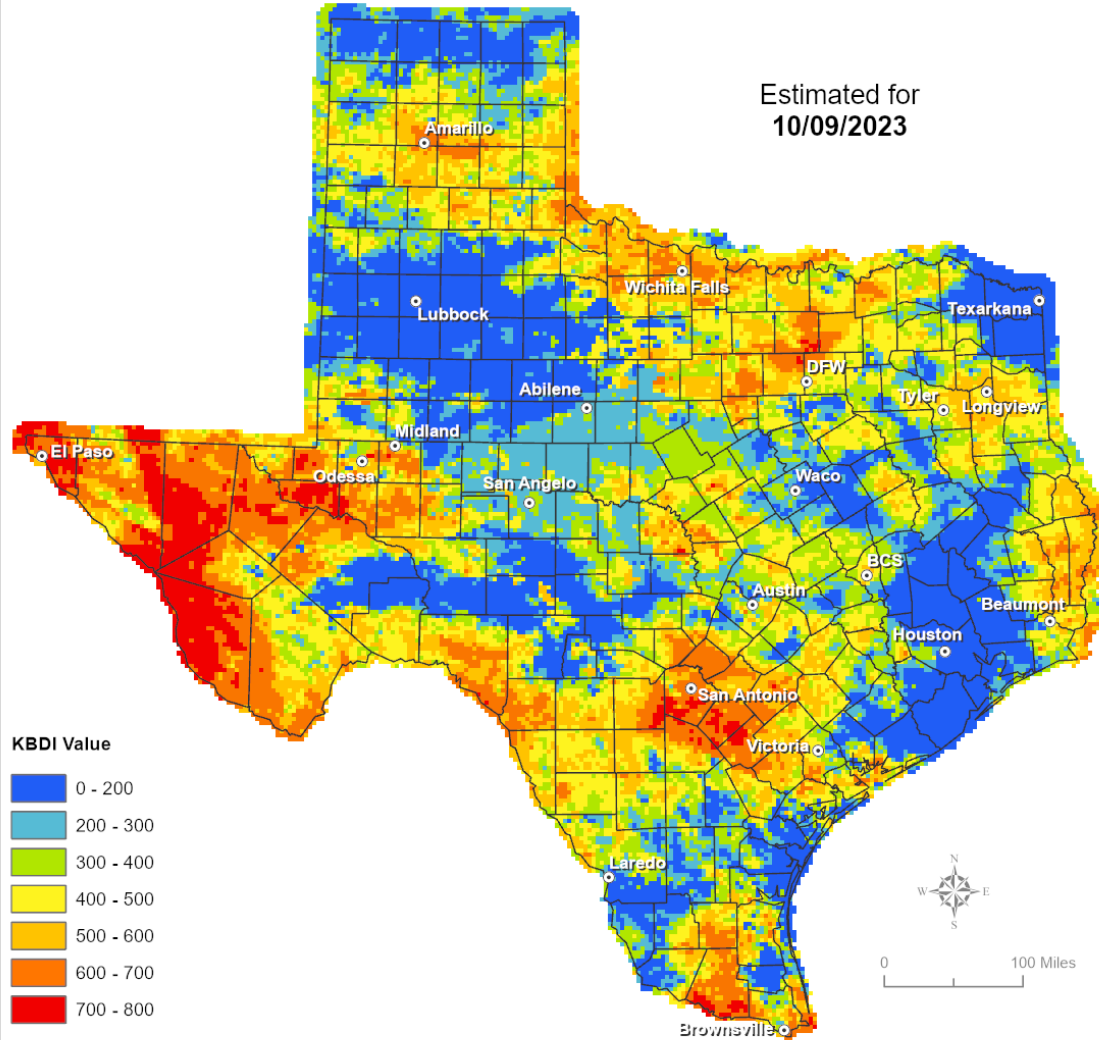 Estimated for
10/09/2023
Amarillo
Wichita Falls
Lubbock
Texarkana
DFW
Abilene
Tyler
Longview
Midland
El Paso
Odessa
San Angelo
Waco
BCS
Austin
Beaumont
Houston
San Antonio
Victoria
Laredo
Brownsville
KBDI Value
0 - 200
200 - 300
300 - 400
400 - 500
500 - 600
600 - 700
700 - 800
N
W E
S
0 100 Miles